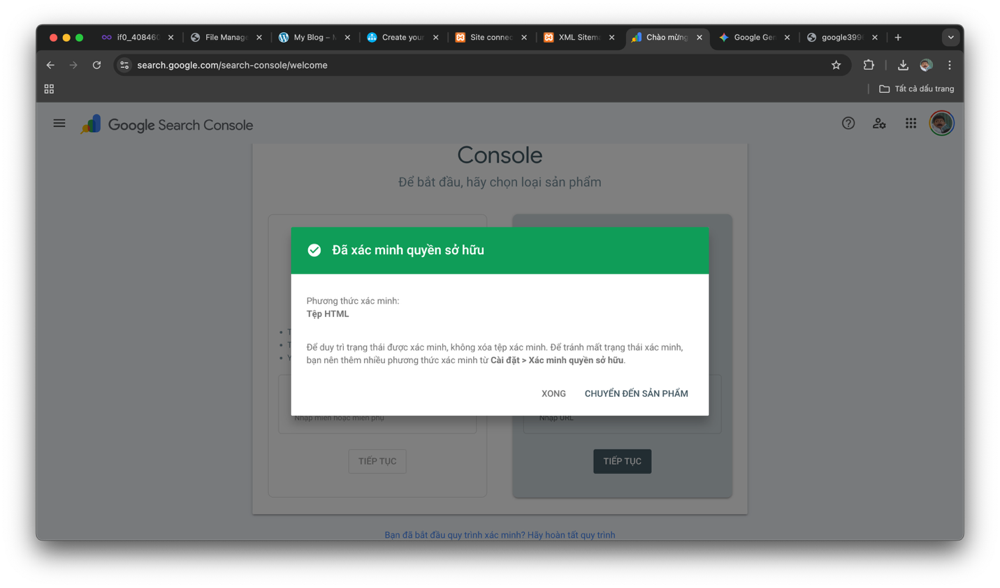 if0_40846
File Manag
My Blog –
Create your
Site connec
XML Sitem
Chào mừng
Google Ge
google399
search.google.com/search-console/welcome
Tất cả dấu trang
Google Search Console
Console
Để bắt đầu, hãy chọn loại sản phẩm
Đã xác minh quyền sở hữu
Phương thức xác minh:
Tệp HTML
Để duy trì trạng thái được xác minh, không xóa tệp xác minh. Để tránh mất trạng thái xác minh,
bạn nên thêm nhiều phương thức xác minh từ Cài đặt > Xác minh quyền sở hữu.
XONG
CHUYỂN ĐẾN SẢN PHẨM
Nhập miền hoặc miền phụ
Nhập URL
TIẾP TỤC
TIẾP TỤC
Bạn đã bắt đầu quy trình xác minh? Hãy hoàn tất quy trình